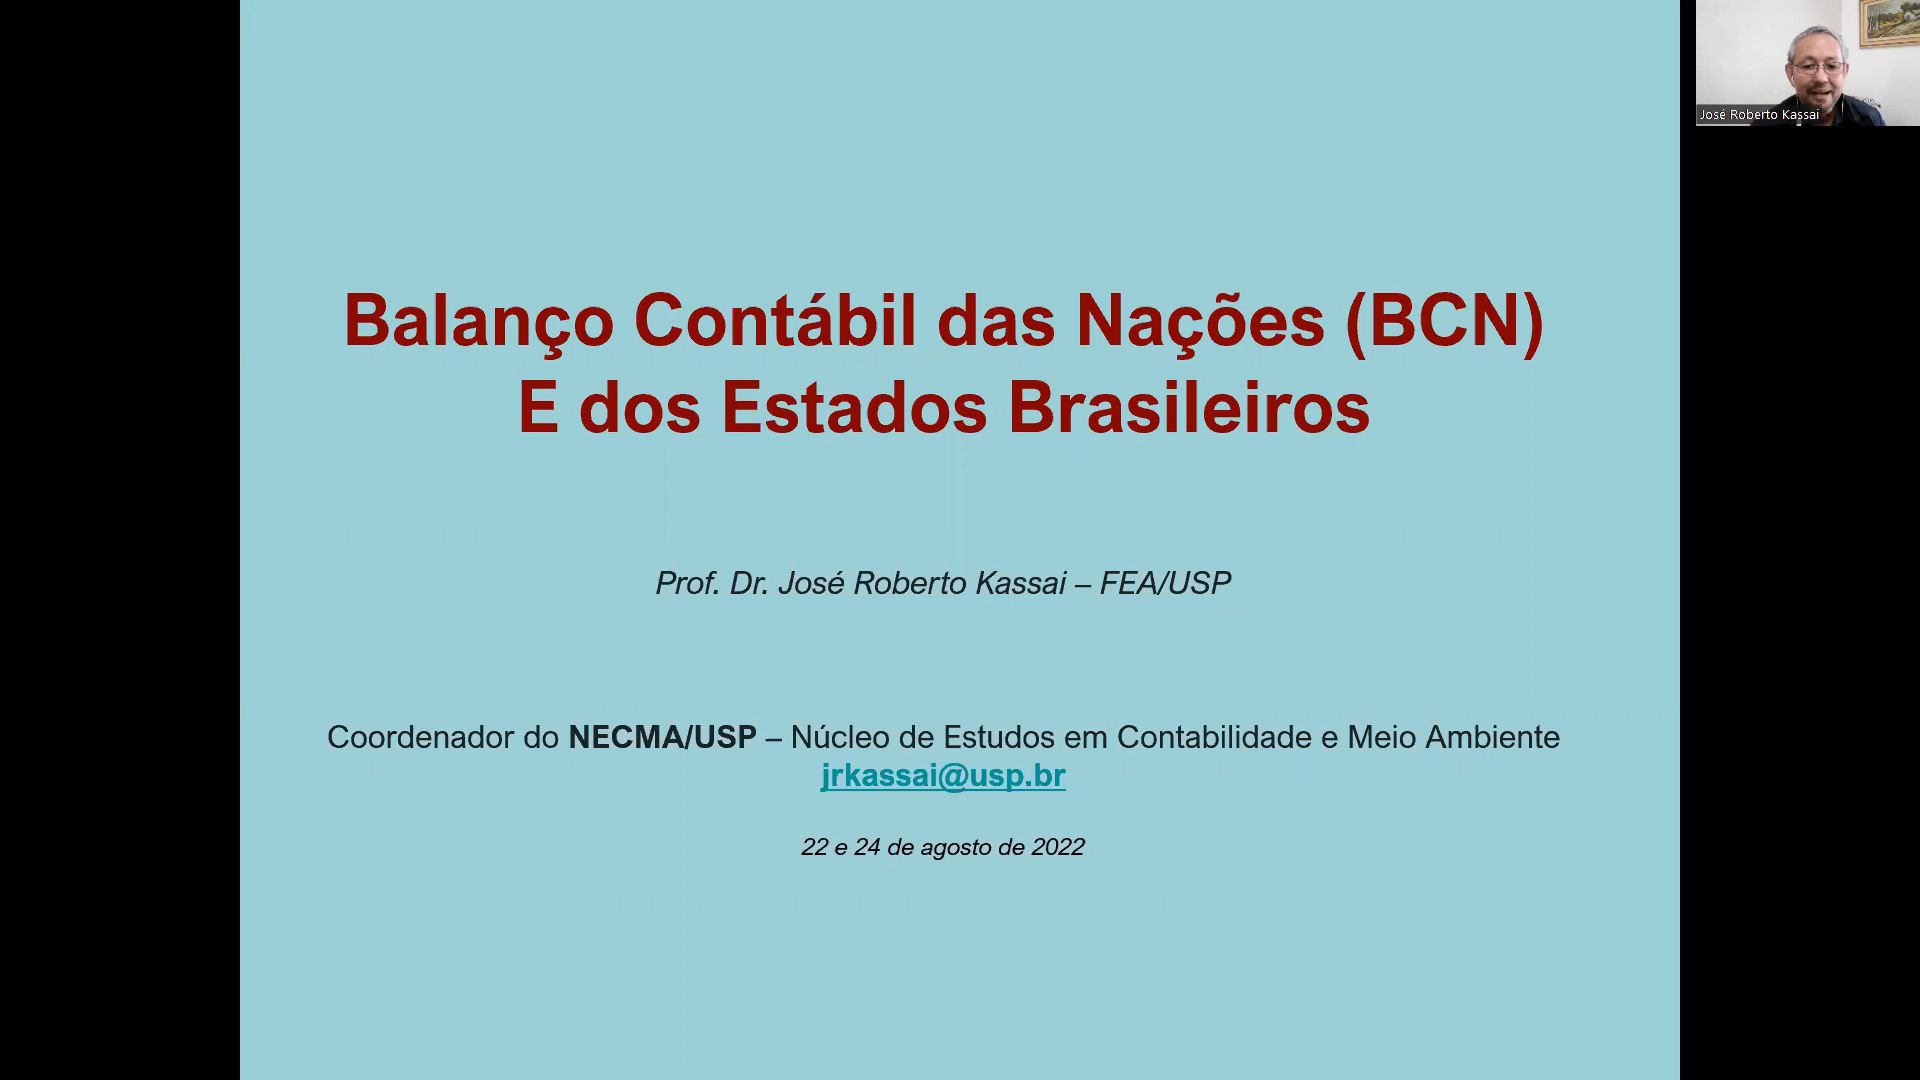 Balanço Contábil das Nações (BCN)
E dos Estados Brasileiros
Prof. Dr. José Roberto Kassai – FEA/USP
Coordenador do NECMA/USP – Núcleo de Estudos em Contabilidade e Meio Ambiente
jrkassai@usp.br
22 e 24 de agosto de 2022
José Roberto Kassai